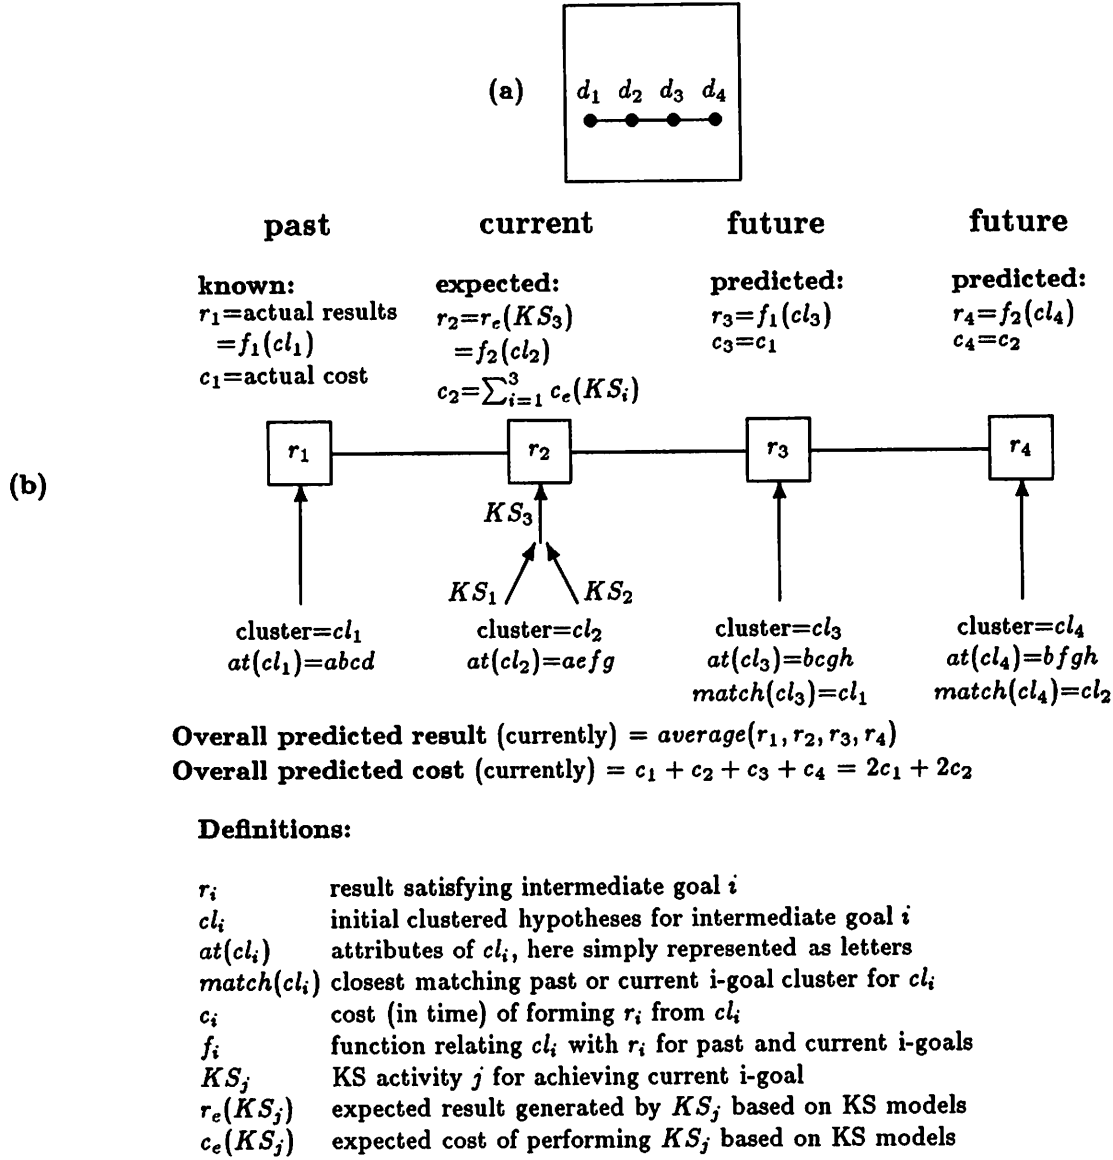 (a)
d₁ d₂ d₃ d₄
past current future future
known: expected: predicted: predicted:
r₁=actual results r₂=rₑ(KS₃) r₃=f₁(cl₃) r₄=f₂(cl₄)
=f₁(cl₁) =f₂(cl₂) c₃=c₁ c₄=c₂
c₁=actual cost c₂=∑³ᵢ₌₁ cₑ(KSᵢ)
(b)
r₁ r₂ r₃ r₄
KS₃
KS₁ KS₂
cluster=cl₁ cluster=cl₂ cluster=cl₃ cluster=cl₄
at(cl₁)=abcd at(cl₂)=aefg at(cl₃)=bcgh at(cl₄)=bfgh
match(cl₃)=cl₁ match(cl₄)=cl₂
Overall predicted result (currently) = average(r₁, r₂, r₃, r₄)
Overall predicted cost (currently) = c₁ + c₂ + c₃ + c₄ = 2c₁ + 2c₂
Definitions:
rᵢ result satisfying intermediate goal i
clᵢ initial clustered hypotheses for intermediate goal i
at(clᵢ) attributes of clᵢ, here simply represented as letters
match(clᵢ) closest matching past or current i-goal cluster for clᵢ
cᵢ cost (in time) of forming rᵢ from clᵢ
fᵢ function relating clᵢ with rᵢ for past and current i-goals
KSⱼ KS activity j for achieving current i-goal
rₑ(KSⱼ) expected result generated by KSⱼ based on KS models
cₑ(KSⱼ) expected cost of performing KSⱼ based on KS models